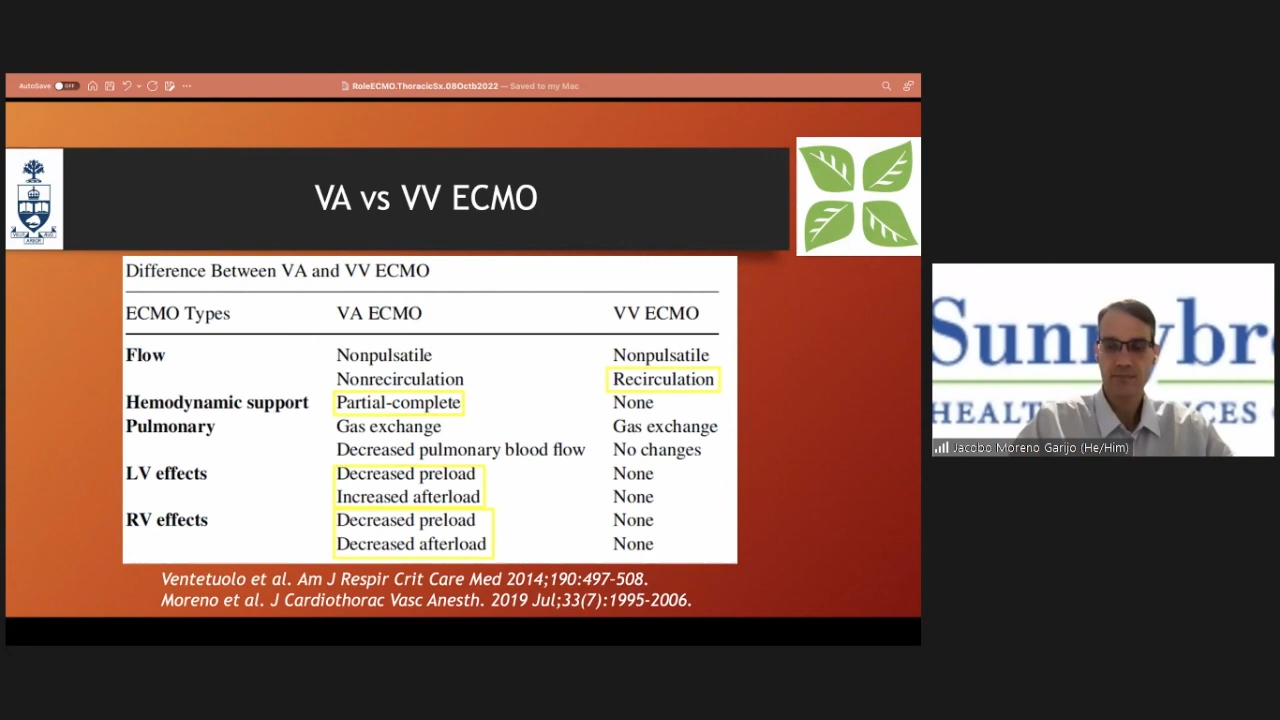 AutoSave OFF
RoleECMO.ThoracicSx.08Octb2022 — Saved to my Mac
VA vs VV ECMO
Difference Between VA and VV ECMO
ECMO Types VA ECMO VV ECMO
Flow Nonpulsatile Nonpulsatile
Nonrecirculation Recirculation
Hemodynamic support Partial-complete None
Pulmonary Gas exchange Gas exchange
Decreased pulmonary blood flow No changes
LV effects Decreased preload None
Increased afterload None
RV effects Decreased preload None
Decreased afterload None
Ventetuolo et al. Am J Respir Crit Care Med 2014;190:497-508.
Moreno et al. J Cardiothorac Vasc Anesth. 2019 Jul;33(7):1995-2006.
Jacobo Moreno Garijo (He/Him)